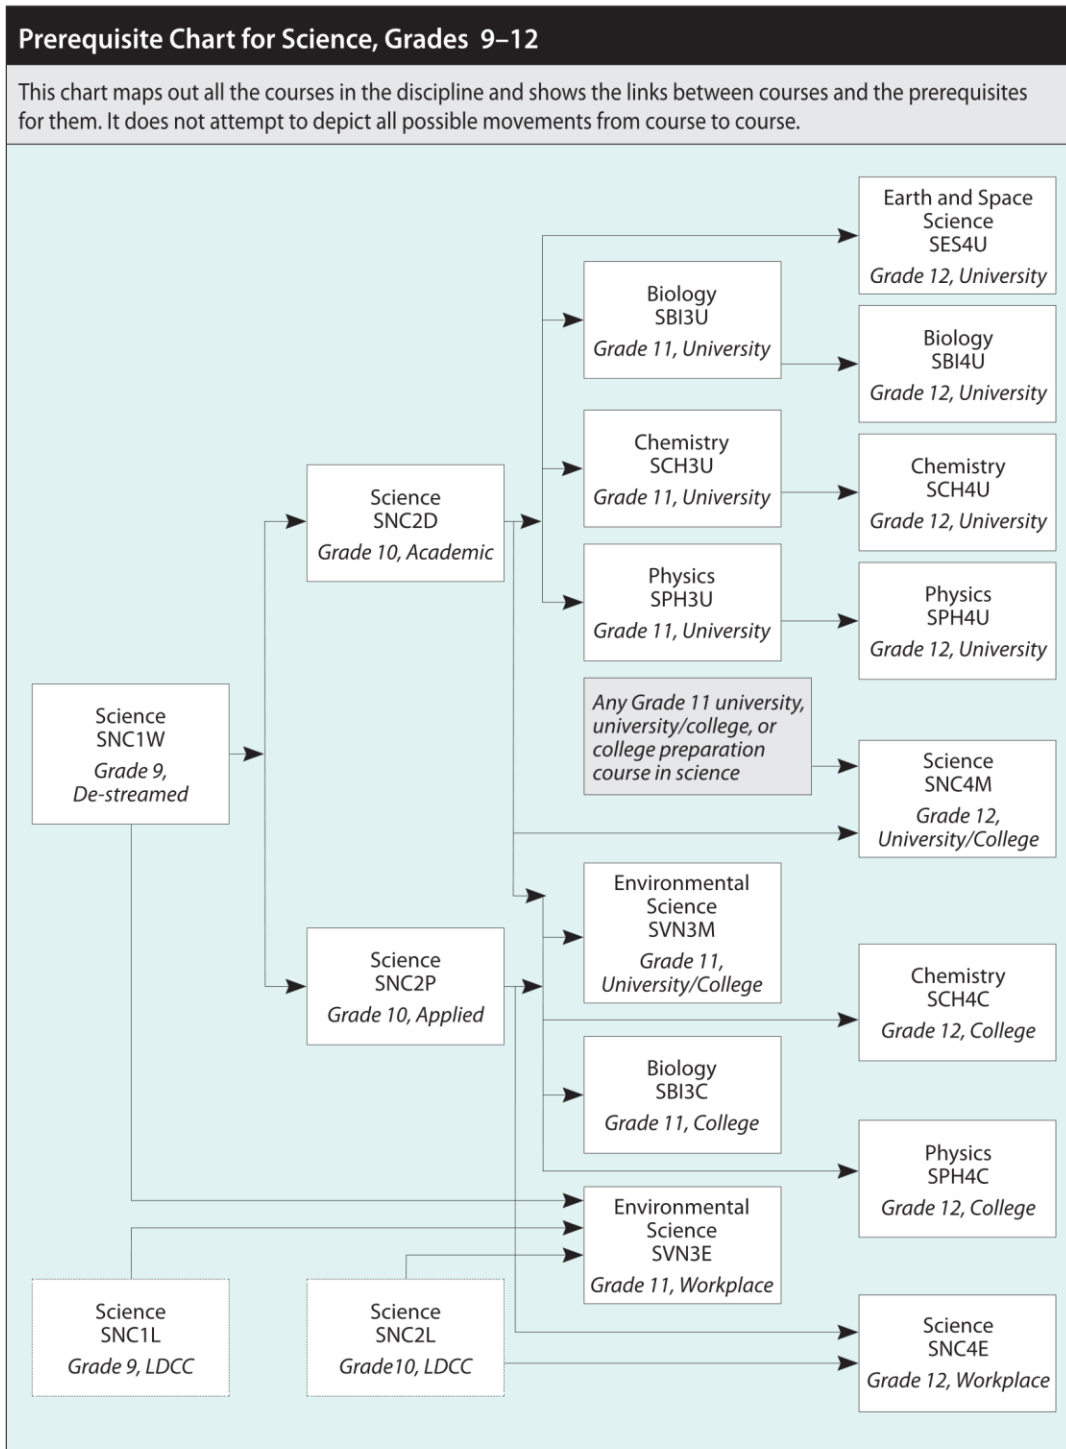 Prerequisite Chart for Science, Grades 9–12
This chart maps out all the courses in the discipline and shows the links between courses and the prerequisites
for them. It does not attempt to depict all possible movements from course to course.
Earth and Space
Science
SES4U
Grade 12, University
Biology
SBI3U
Grade 11, University
Biology
SBI4U
Grade 12, University
Chemistry
SCH3U
Grade 11, University
Chemistry
SCH4U
Grade 12, University
Science
SNC2D
Grade 10, Academic
Physics
SPH3U
Grade 11, University
Physics
SPH4U
Grade 12, University
Science
SNC1W
Grade 9,
De-streamed
Any Grade 11 university,
university/college, or
college preparation
course in science
Science
SNC4M
Grade 12,
University/College
Environmental
Science
SVN3M
Grade 11,
University/College
Science
SNC2P
Grade 10, Applied
Chemistry
SCH4C
Grade 12, College
Biology
SBI3C
Grade 11, College
Physics
SPH4C
Grade 12, College
Environmental
Science
SVN3E
Grade 11, Workplace
Science
SNC1L
Grade 9, LDCC
Science
SNC2L
Grade10, LDCC
Science
SNC4E
Grade 12, Workplace